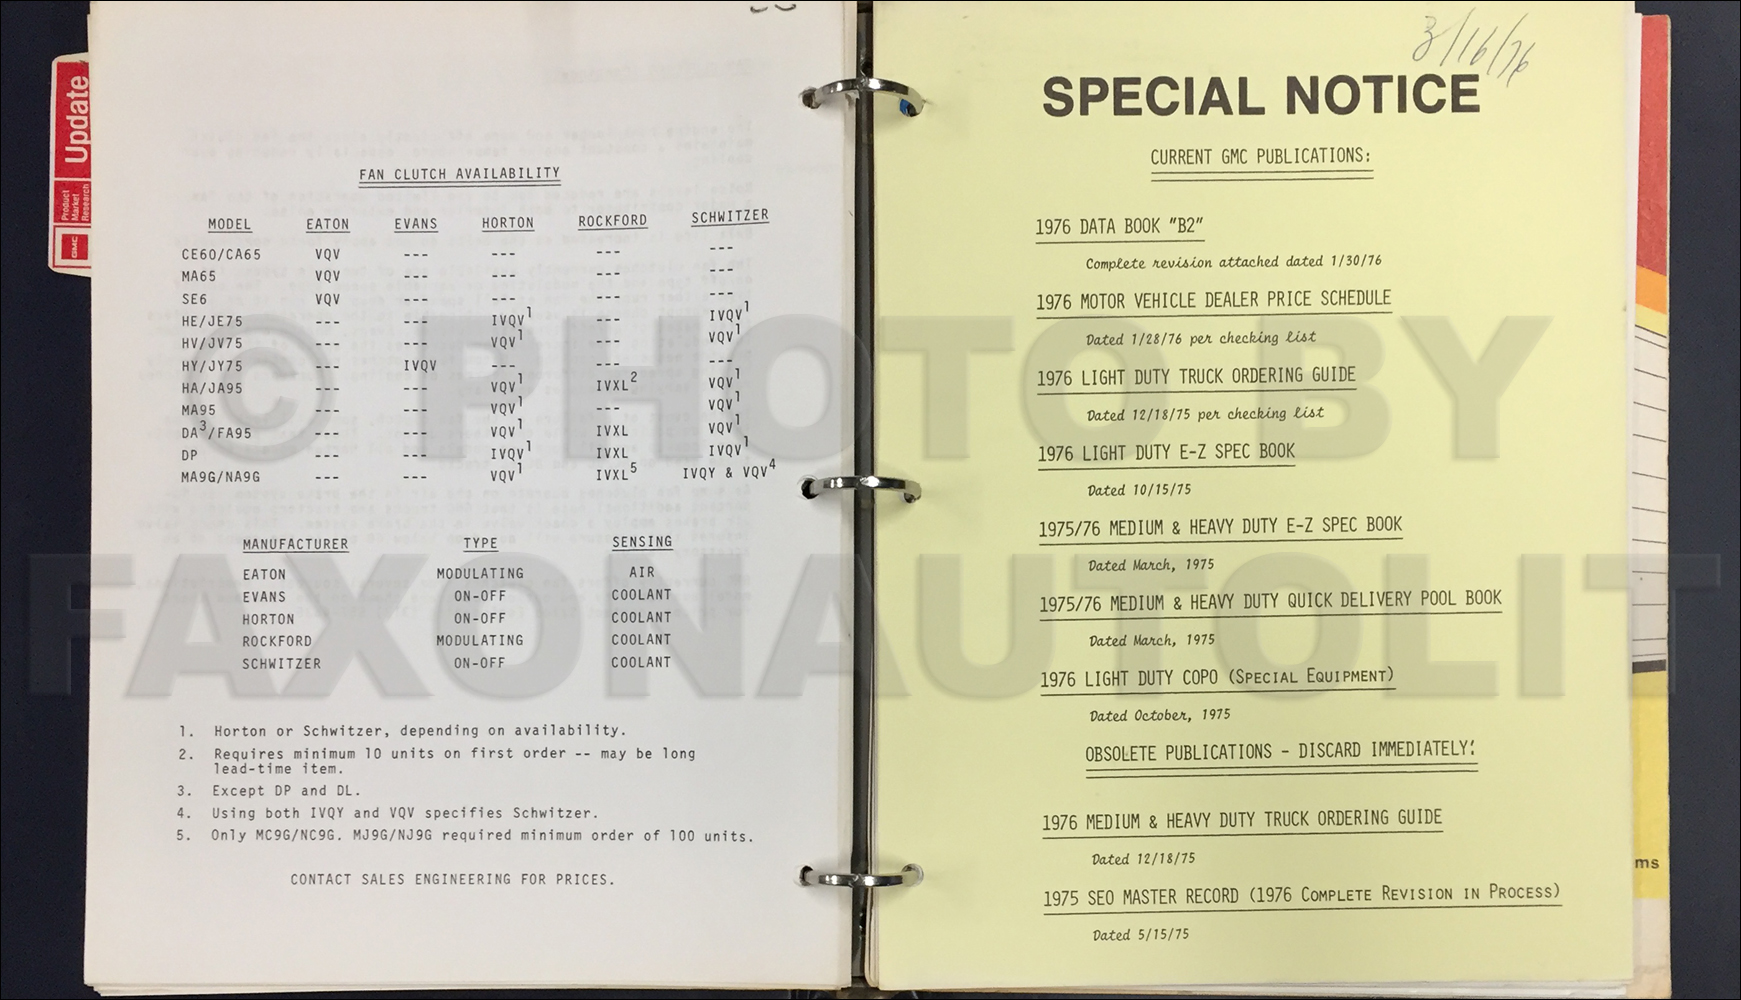 Update
Product
Market
Research
GMC
FAN CLUTCH AVAILABILITY
MODEL EATON EVANS HORTON ROCKFORD SCHWITZER
CE60/CA65 VQV --- --- --- ---
MA65 VQV --- --- --- ---
SE6 VQV --- --- --- ---
HE/JE75 --- --- IVQV1 --- IVQV1
HV/JV75 --- --- VQV1 --- VQV1
HY/JY75 --- IVQV --- --- ---
HA/JA95 --- --- VQV1 IVXL2 VQV1
MA95 --- --- VQV1 --- VQV1
DA3/FA95 --- --- VQV1 IVXL VQV1
DP --- --- IVQV1 IVXL IVQV1
MA9G/NA9G --- --- VQV1 IVXL5 IVQY & VQV4
MANUFACTURER TYPE SENSING
EATON MODULATING AIR
EVANS ON-OFF COOLANT
HORTON ON-OFF COOLANT
ROCKFORD MODULATING COOLANT
SCHWITZER ON-OFF COOLANT
1. Horton or Schwitzer, depending on availability.
2. Requires minimum 10 units on first order -- may be long
lead-time item.
3. Except DP and DL.
4. Using both IVQY and VQV specifies Schwitzer.
5. Only MC9G/NC9G. MJ9G/NJ9G required minimum order of 100 units.
CONTACT SALES ENGINEERING FOR PRICES.
3/16/76
SPECIAL NOTICE
CURRENT GMC PUBLICATIONS:
1976 DATA BOOK "B2"
Complete revision attached dated 1/30/76
1976 MOTOR VEHICLE DEALER PRICE SCHEDULE
Dated 1/28/76 per checking list
1976 LIGHT DUTY TRUCK ORDERING GUIDE
Dated 12/18/75 per checking list
1976 LIGHT DUTY E-Z SPEC BOOK
Dated 10/15/75
1975/76 MEDIUM & HEAVY DUTY E-Z SPEC BOOK
Dated March, 1975
1975/76 MEDIUM & HEAVY DUTY QUICK DELIVERY POOL BOOK
Dated March, 1975
1976 LIGHT DUTY COPO (SPECIAL EQUIPMENT)
Dated October, 1975
OBSOLETE PUBLICATIONS - DISCARD IMMEDIATELY!
1976 MEDIUM & HEAVY DUTY TRUCK ORDERING GUIDE
Dated 12/18/75
1975 SEO MASTER RECORD (1976 COMPLETE REVISION IN PROCESS)
Dated 5/15/75
ms
© PHOTO BY
FAXONAUTOLIT